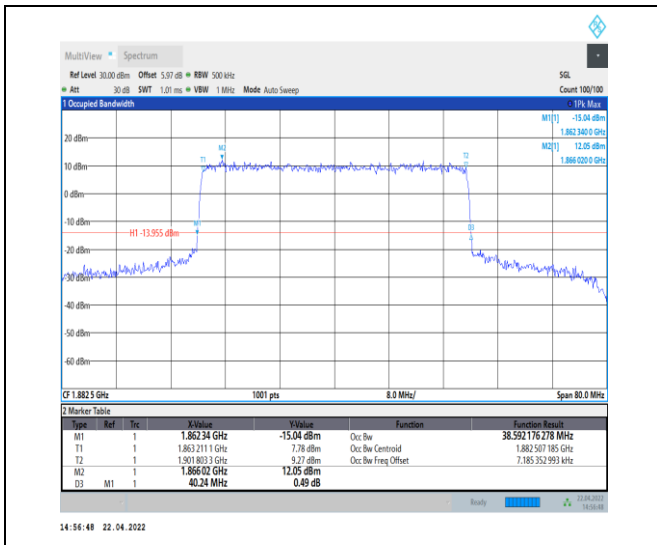 MultiView Spectrum
Ref Level 30.00 dBm Offset 5.97 dB RBW 500 kHz SGL
Att 30 dB SWT 1.01 ms VBW 1 MHz Mode Auto Sweep Count 100/100
1 Occupied Bandwidth 1Pk Max
M1[1] -15.04 dBm
1.862 340 0 GHz
M2[1] 12.05 dBm
1.866 020 0 GHz
20 dBm
M2
T1
T2
10 dBm
0 dBm
-10 dBm
M1
D3
H1 -13.955 dBm
-20 dBm
-30 dBm
-40 dBm
-50 dBm
-60 dBm
CF 1.882 5 GHz 1001 pts 8.0 MHz/ Span 80.0 MHz
2 Marker Table
Type Ref Trc X-Value Y-Value Function Function Result
M1 1 1.862 34 GHz -15.04 dBm Occ Bw 38.592 176 278 MHz
T1 1 1.863 211 1 GHz 7.78 dBm Occ Bw Centroid 1.882 507 185 GHz
T2 1 1.901 803 3 GHz 9.27 dBm Occ Bw Freq Offset 7.185 352 993 kHz
M2 1 1.866 02 GHz 12.05 dBm
D3 M1 1 40.24 MHz 0.49 dB
Ready 22.04.2022
14:56:48
14:56:48 22.04.2022